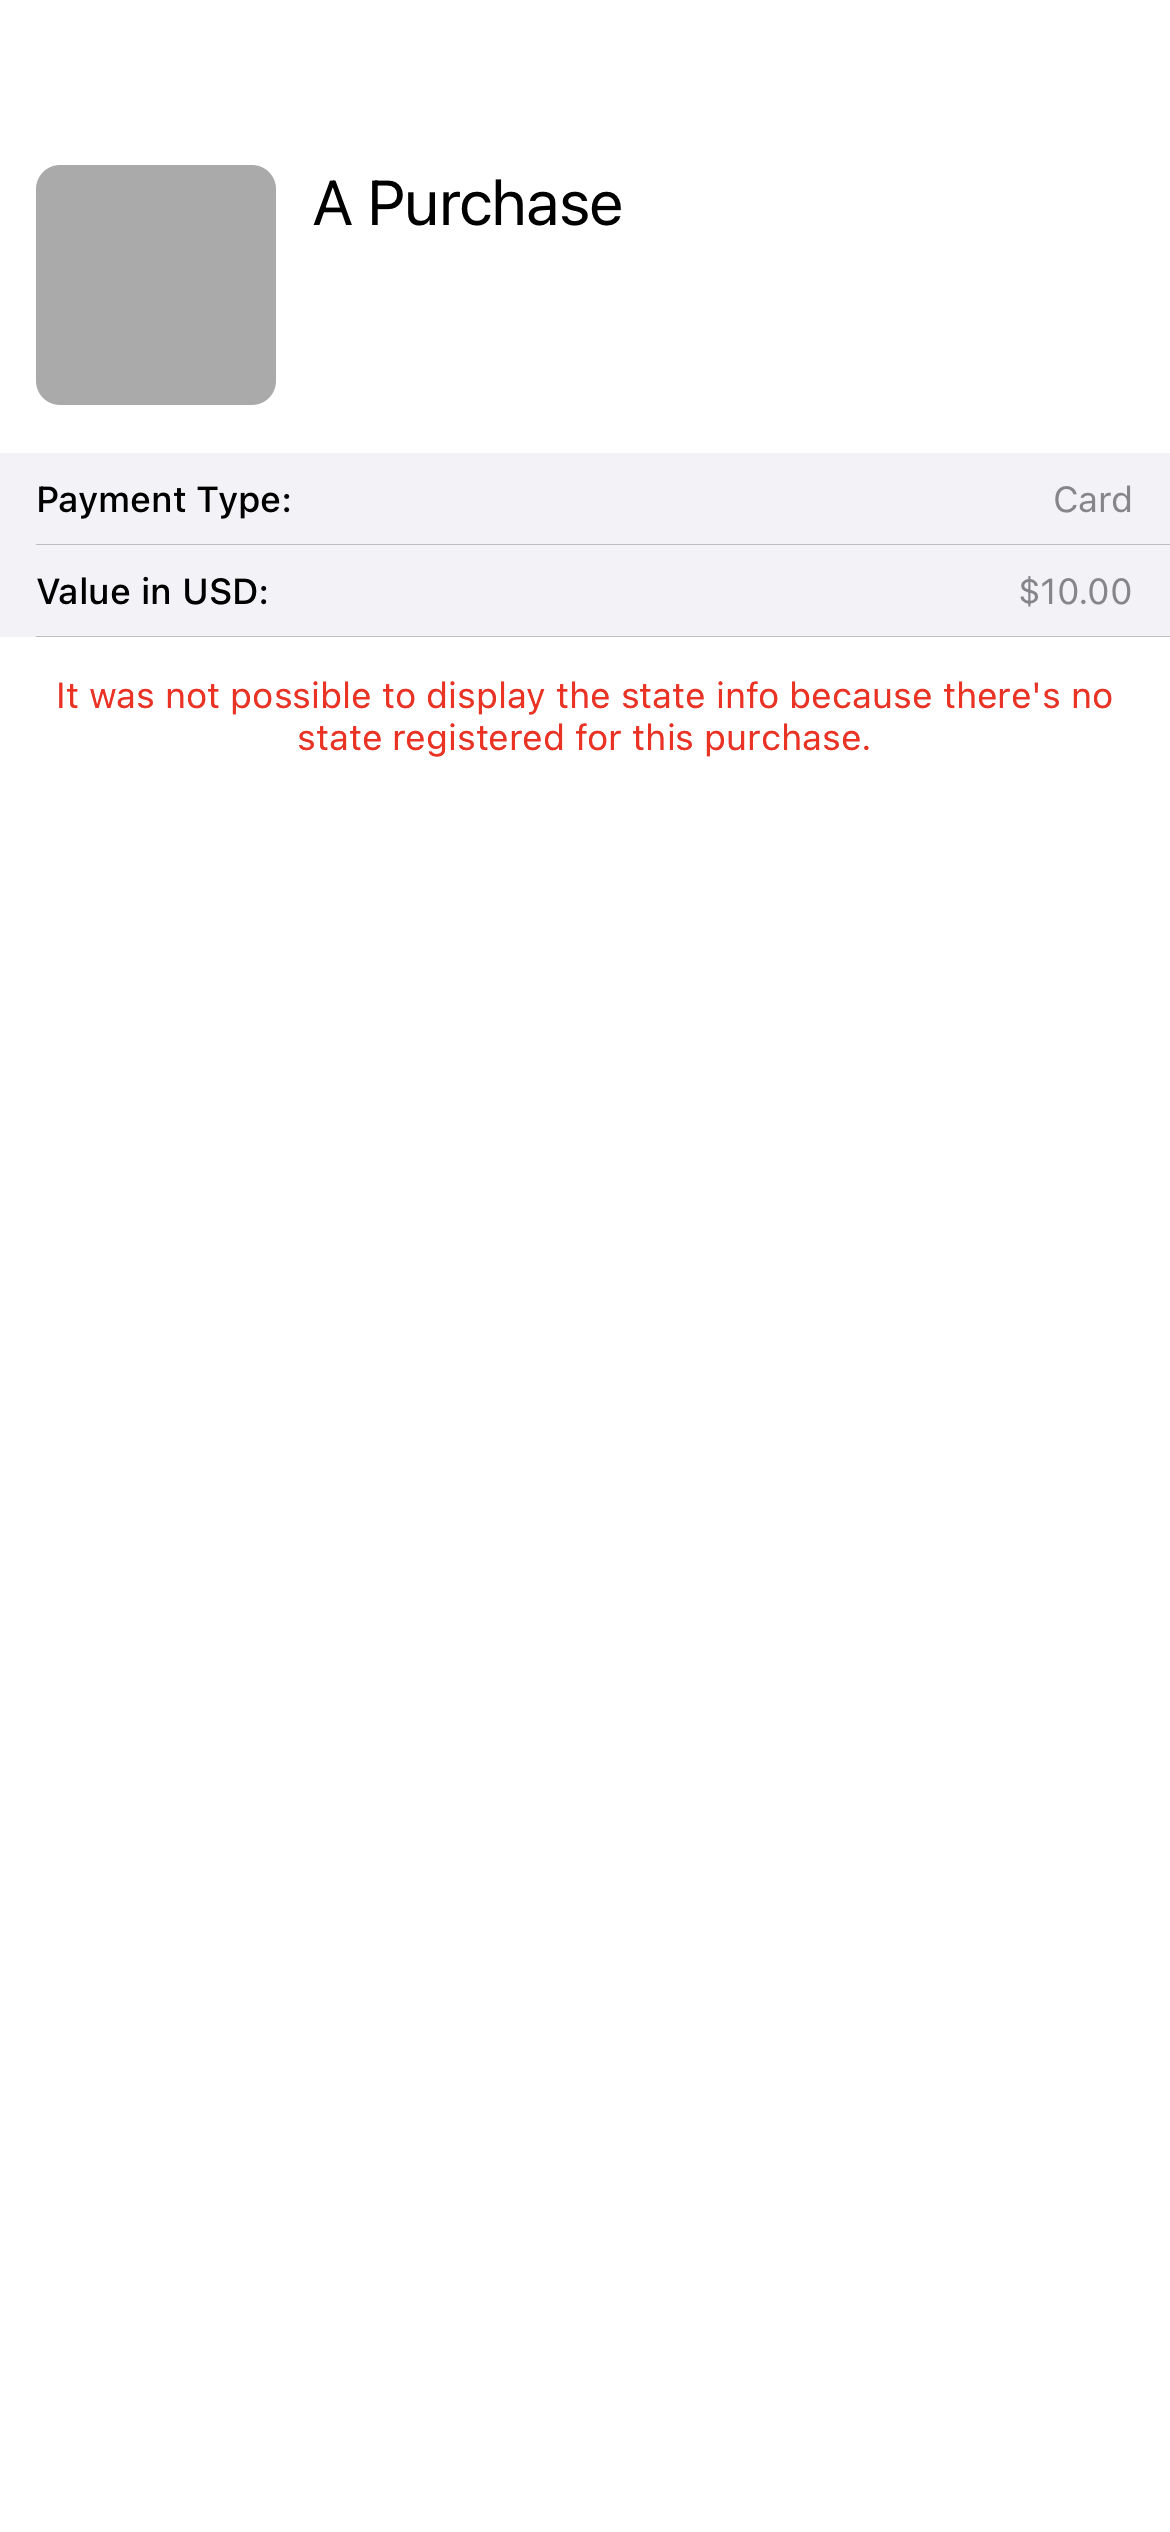 A Purchase
Payment Type:
Card
Value in USD:
$10.00
It was not possible to display the state info because there's no
state registered for this purchase.